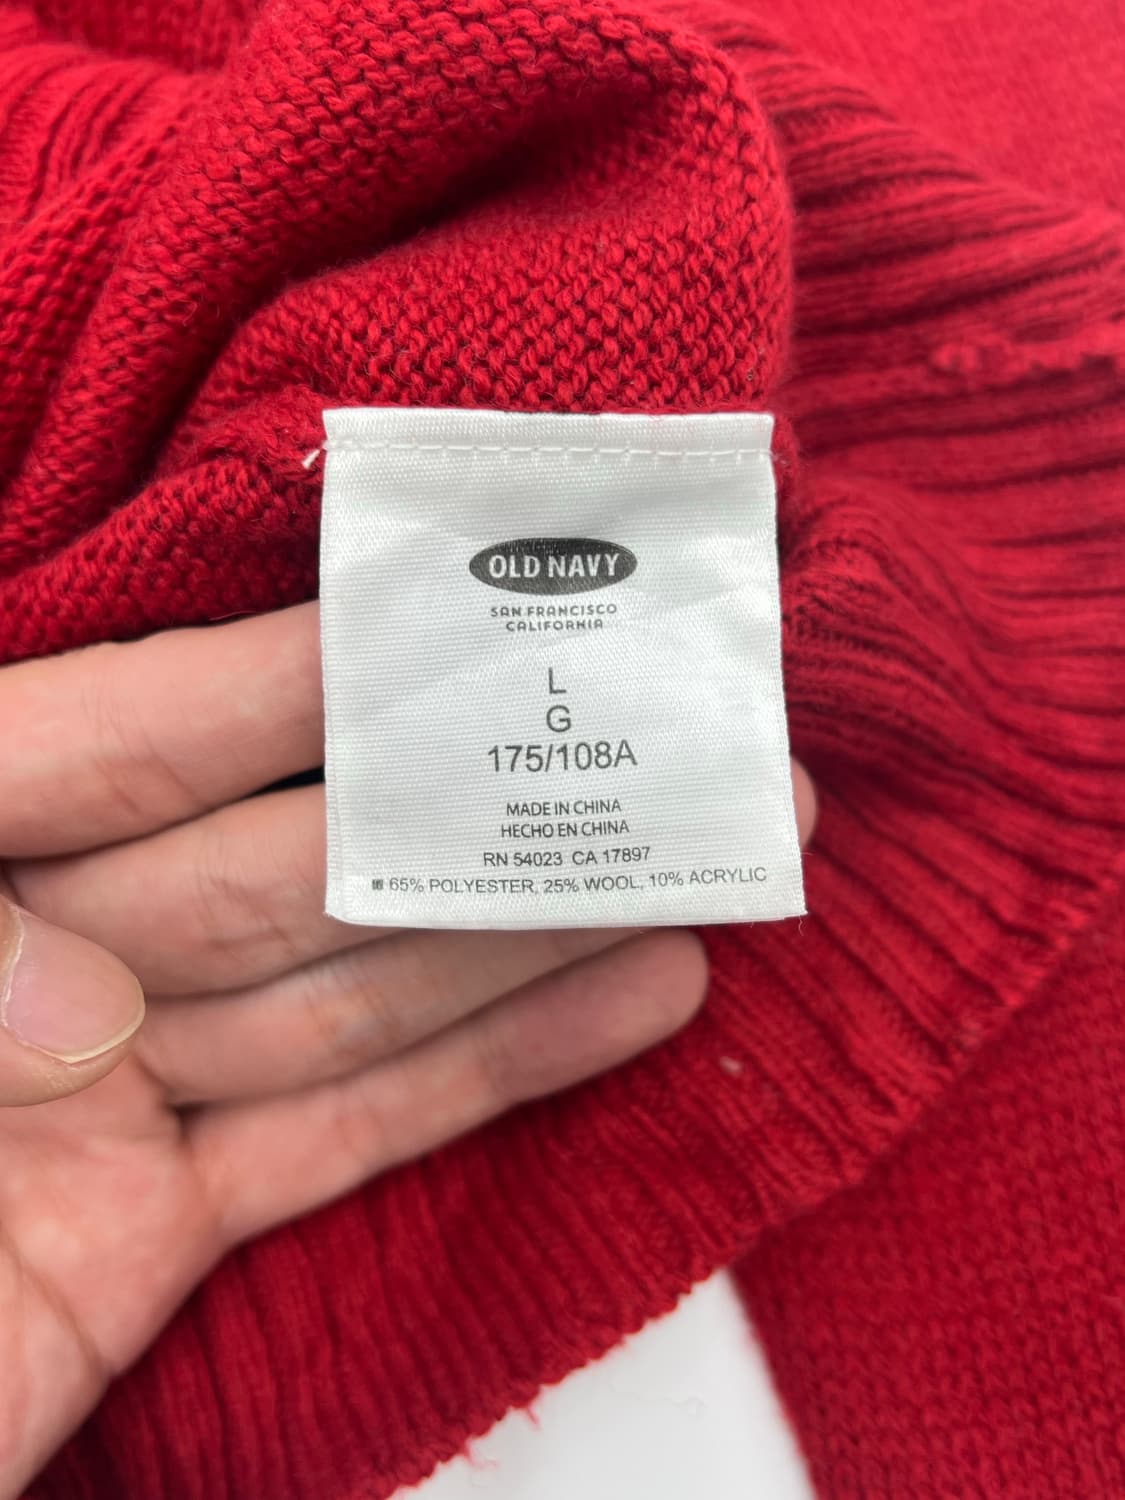 OLD NAVY
SAN FRANCISCO
CALIFORNIA
L
G
175/108A
MADE IN CHINA
HECHO EN CHINA
RN 54023 CA 17897
65% POLYESTER, 25% WOOL, 10% ACRYLIC